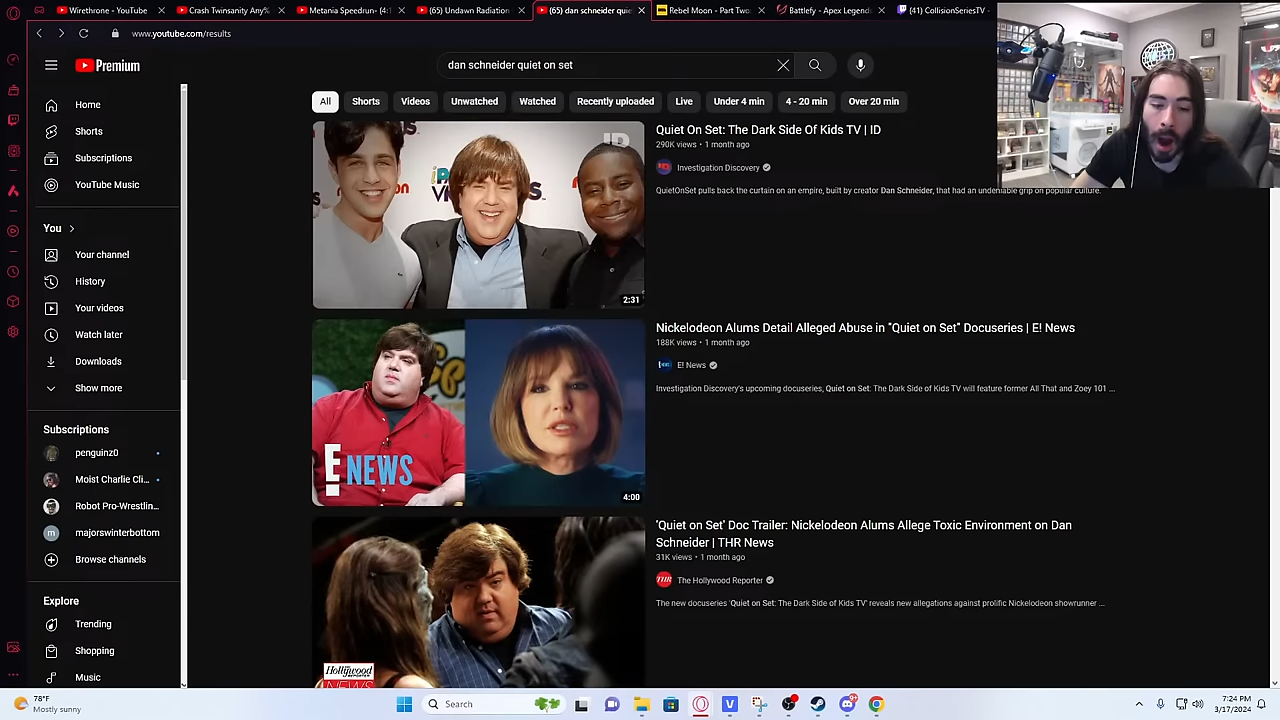 Wirethrone - YouTube
Crash Twinsanity Any%
Metania Speedrun- (4:1
(65) Undawn Radiation
(65) dan schneider quie
Rebel Moon - Part Two:
Battlefy - Apex Legends
(41) CollisionSeriesTV -
www.youtube.com/results
Premium
dan schneider quiet on set
All
Shorts
Videos
Unwatched
Watched
Recently uploaded
Live
Under 4 min
4 - 20 min
Over 20 min
Home
Shorts
Subscriptions
YouTube Music
You
Your channel
History
Your videos
Watch later
Downloads
Show more
Subscriptions
penguinz0
Moist Charlie Cli...
Robot Pro-Wrestlin...
m
majorswinterbottom
Browse channels
Explore
Trending
Shopping
Music
ID
2:31
Quiet On Set: The Dark Side Of Kids TV | ID
290K views • 1 month ago
Investigation Discovery
QuietOnSet pulls back the curtain on an empire, built by creator Dan Schneider, that had an undeniable grip on popular culture.
E! NEWS
4:00
Nickelodeon Alums Detail Alleged Abuse in "Quiet on Set" Docuseries | E! News
188K views • 1 month ago
E! News
Investigation Discovery's upcoming docuseries, Quiet on Set: The Dark Side of Kids TV will feature former All That and Zoey 101 ...
Hollywood
REPORTER
NEWS
'Quiet on Set' Doc Trailer: Nickelodeon Alums Allege Toxic Environment on Dan
Schneider | THR News
31K views • 1 month ago
THR
The Hollywood Reporter
The new docuseries 'Quiet on Set: The Dark Side of Kids TV' reveals new allegations against prolific Nickelodeon showrunner ...
78°F
Mostly sunny
Search
7:24 PM
3/17/2024